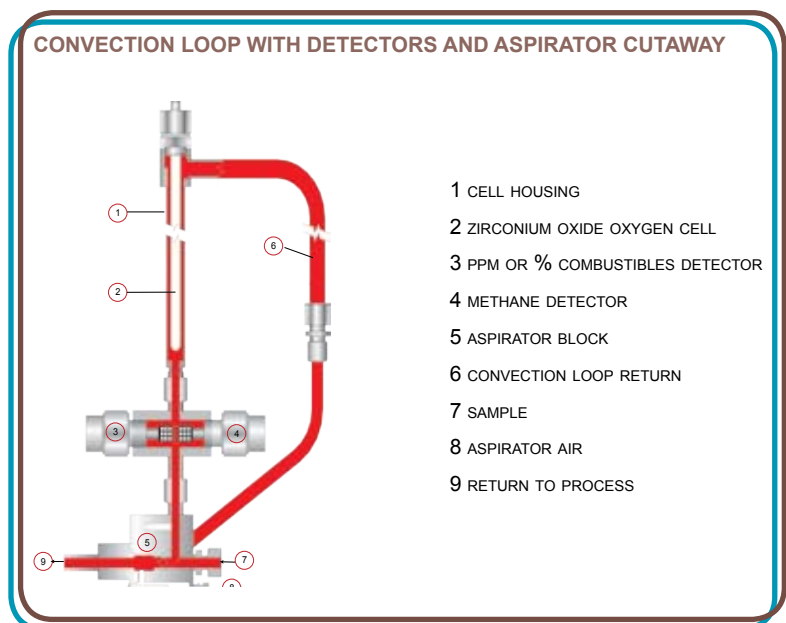 CONVECTION LOOP WITH DETECTORS AND ASPIRATOR CUTAWAY
1
2
6
3
4
5
9
7
1 CELL HOUSING
2 ZIRCONIUM OXIDE OXYGEN CELL
3 PPM OR % COMBUSTIBLES DETECTOR
4 METHANE DETECTOR
5 ASPIRATOR BLOCK
6 CONVECTION LOOP RETURN
7 SAMPLE
8 ASPIRATOR AIR
9 RETURN TO PROCESS